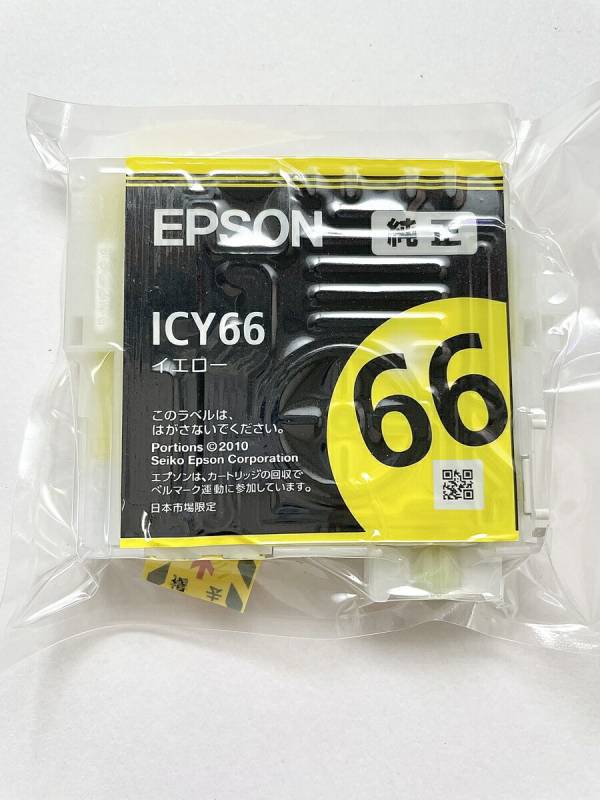 EPSON 純正
ICY66
イエロー
66
このラベルは、
はがさないでください。
Portions ©2010
Seiko Epson Corporation
エプソンは、カートリッジの回収で
ベルマーク運動に参加しています。
日本市場限定